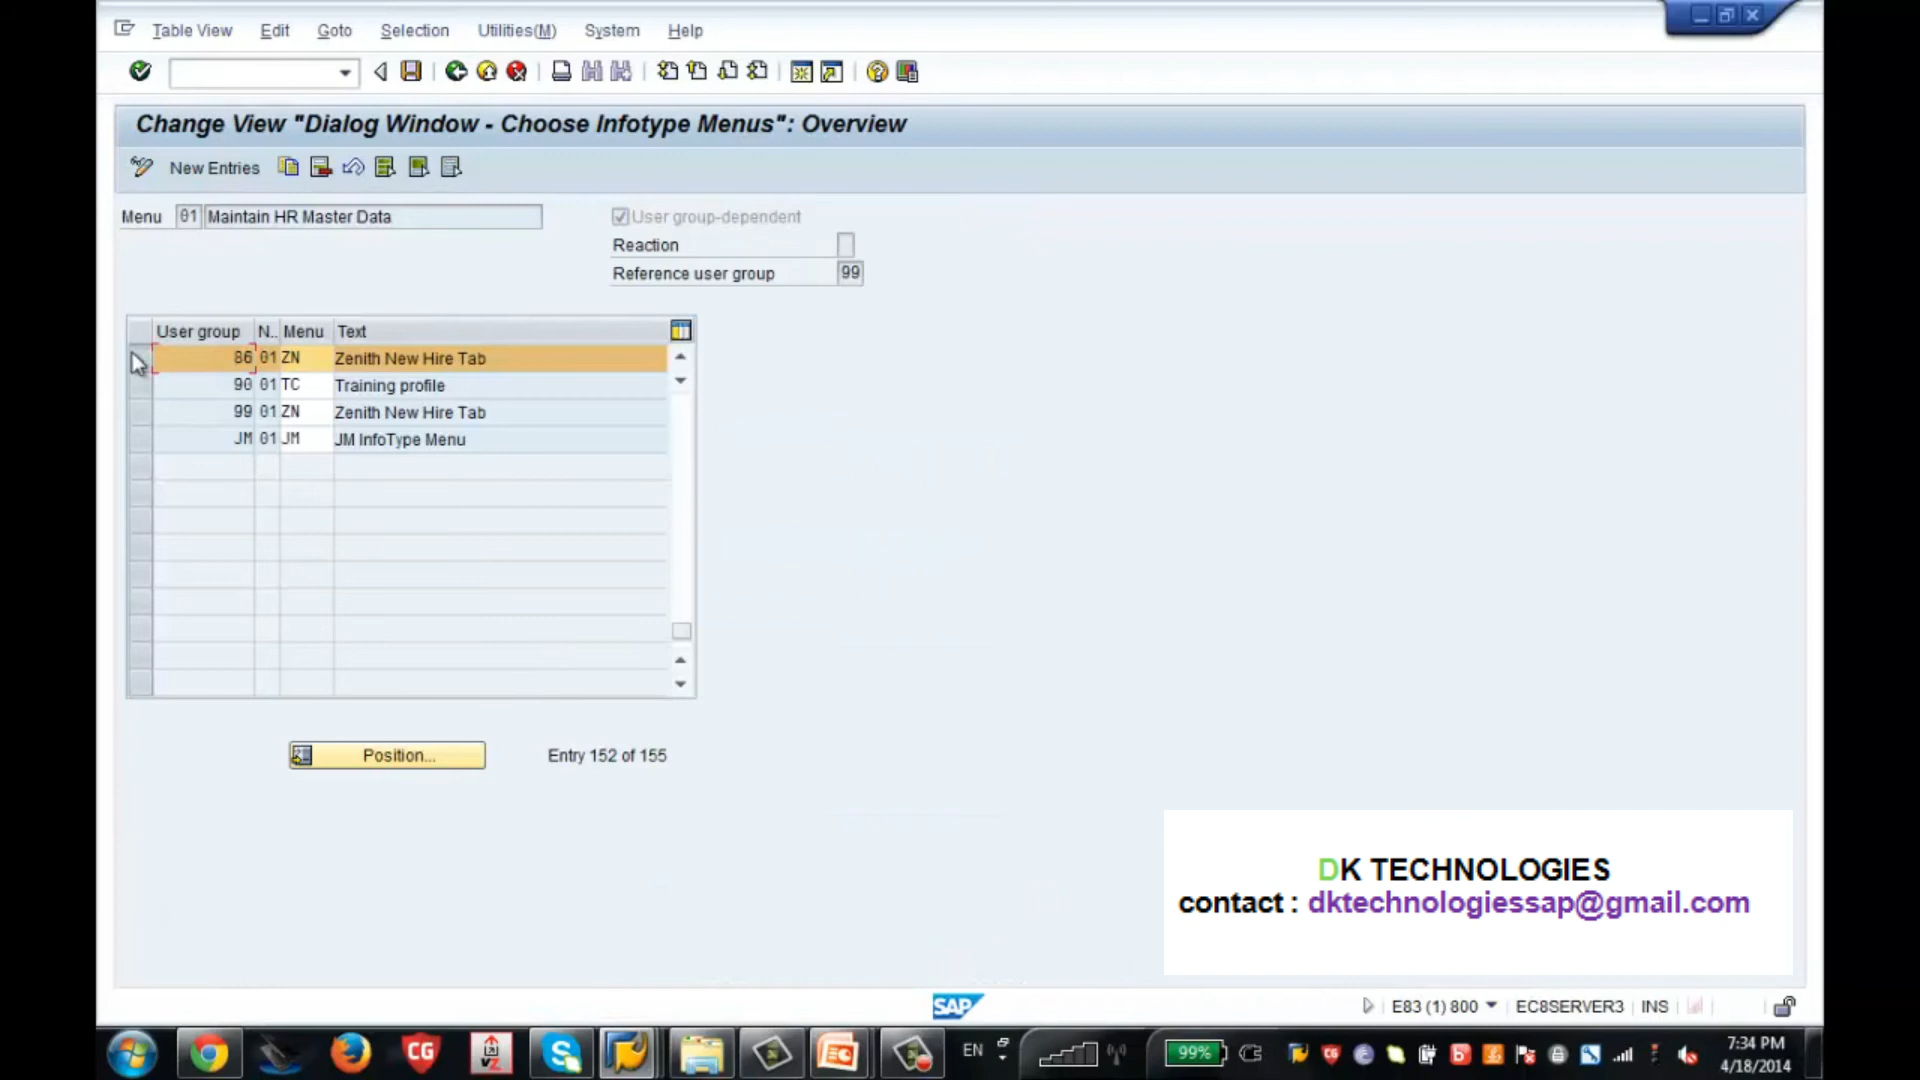 Table View Edit Goto Selection Utilities(M) System Help
Change View "Dialog Window - Choose Infotype Menus": Overview
New Entries
Menu 01 Maintain HR Master Data
User group-dependent
Reaction
Reference user group 99
User group N.. Menu Text
86 01 ZN Zenith New Hire Tab
90 01 TC Training profile
99 01 ZN Zenith New Hire Tab
JM 01 JM JM InfoType Menu
Position... Entry 152 of 155
DK TECHNOLOGIES
contact : dktechnologiessap@gmail.com
SAP E83 (1) 800 EC8SERVER3 INS
CG EN 99% 7:34 PM
4/18/2014